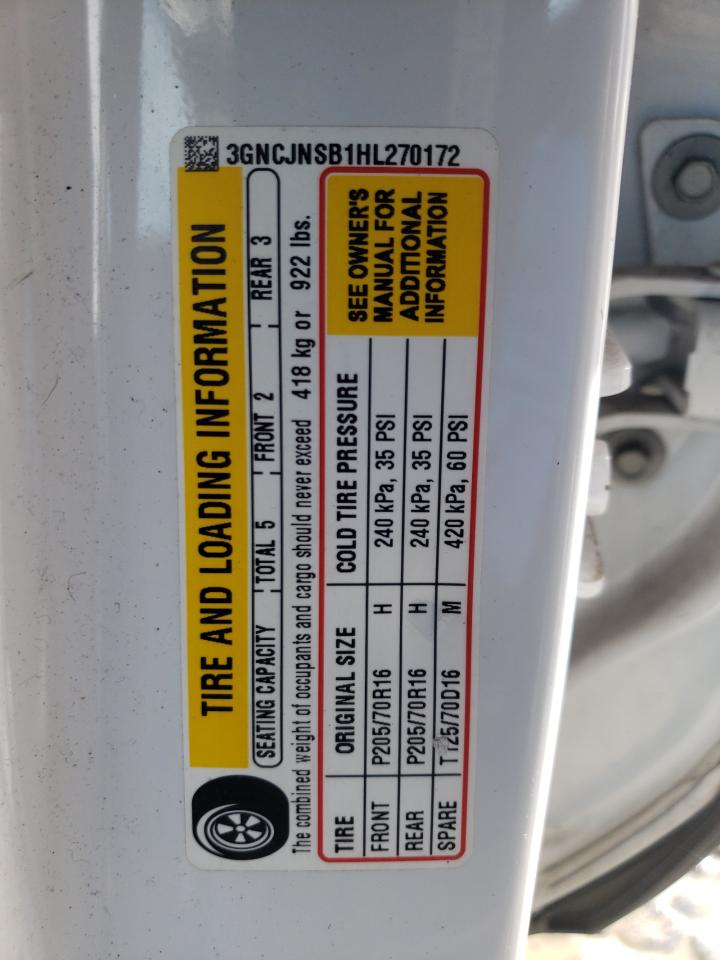 3GNCJNSB1HL270172
TIRE AND LOADING INFORMATION
SEATING CAPACITY TOTAL 5 FRONT 2 REAR 3
The combined weight of occupants and cargo should never exceed 418 kg or 922 lbs.
TIRE ORIGINAL SIZE COLD TIRE PRESSURE
FRONT P205/70R16 H 240 kPa, 35 PSI
REAR P205/70R16 H 240 kPa, 35 PSI
SPARE T125/70D16 M 420 kPa, 60 PSI
SEE OWNER'S
MANUAL FOR
ADDITIONAL
INFORMATION